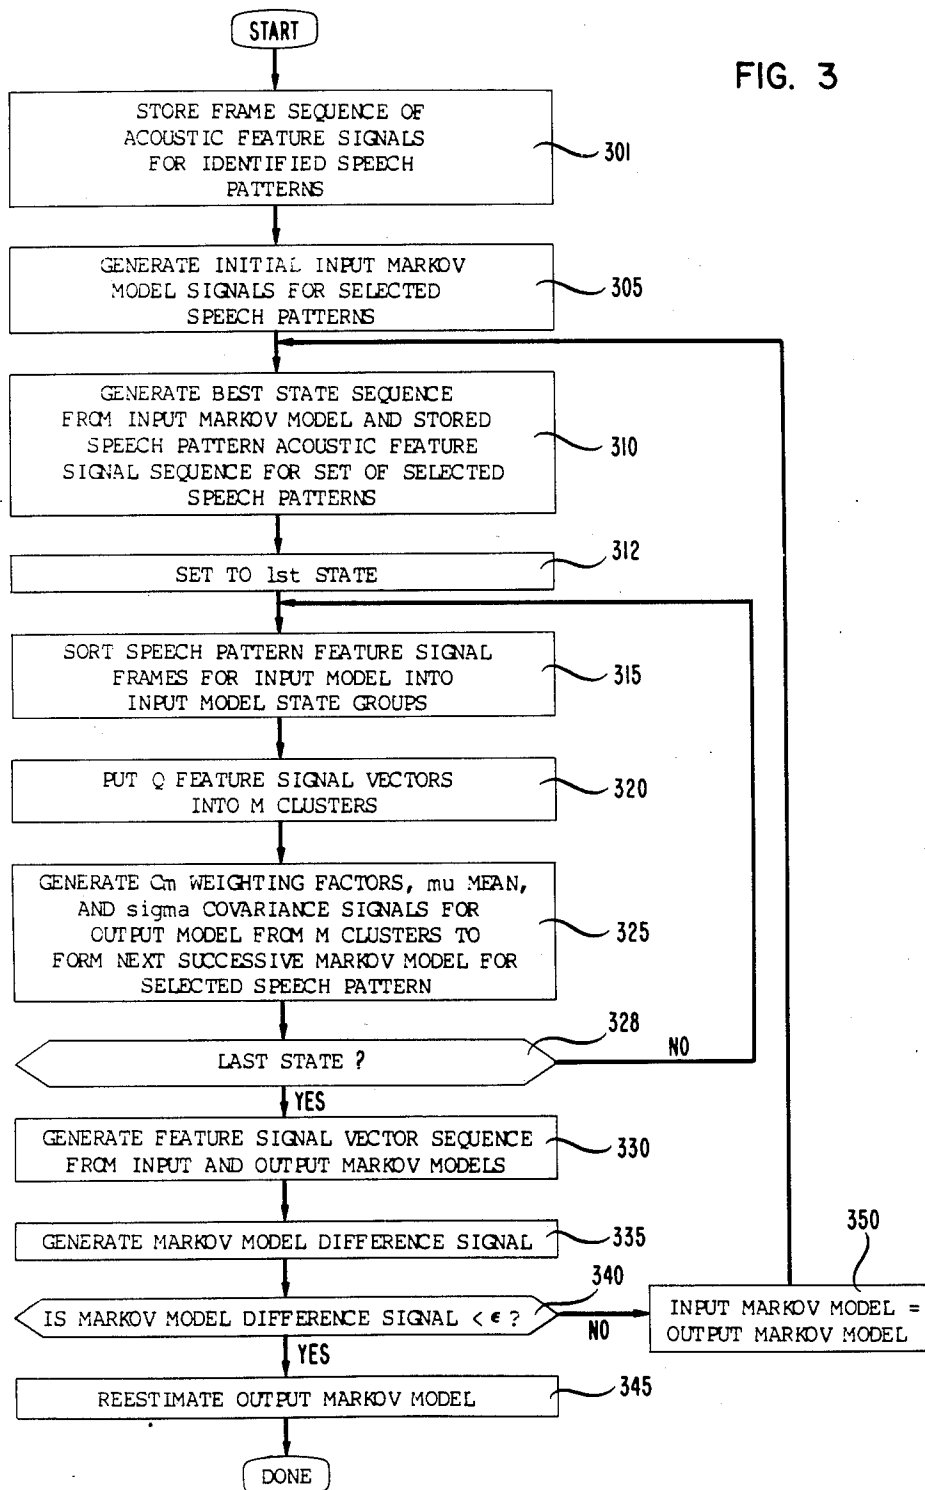 START
FIG. 3
STORE FRAME SEQUENCE OF
ACOUSTIC FEATURE SIGNALS
FOR IDENTIFIED SPEECH
PATTERNS
301
GENERATE INITIAL INPUT MARKOV
MODEL SIGNALS FOR SELECTED
SPEECH PATTERNS
305
GENERATE BEST STATE SEQUENCE
FROM INPUT MARKOV MODEL AND STORED
SPEECH PATTERN ACOUSTIC FEATURE
SIGNAL SEQUENCE FOR SET OF SELECTED
SPEECH PATTERNS
310
312
SET TO 1st STATE
SORT SPEECH PATTERN FEATURE SIGNAL
FRAMES FOR INPUT MODEL INTO
INPUT MODEL STATE GROUPS
315
PUT Q FEATURE SIGNAL VECTORS
INTO M CLUSTERS
320
GENERATE Cm WEIGHTING FACTORS, mu MEAN,
AND sigma COVARIANCE SIGNALS FOR
OUTPUT MODEL FROM M CLUSTERS TO
FORM NEXT SUCCESSIVE MARKOV MODEL FOR
SELECTED SPEECH PATTERN
325
328
LAST STATE ?
NO
YES
GENERATE FEATURE SIGNAL VECTOR SEQUENCE
FROM INPUT AND OUTPUT MARKOV MODELS
330
GENERATE MARKOV MODEL DIFFERENCE SIGNAL
335
340
IS MARKOV MODEL DIFFERENCE SIGNAL < ϵ ?
NO
350
INPUT MARKOV MODEL =
OUTPUT MARKOV MODEL
YES
REESTIMATE OUTPUT MARKOV MODEL
345
DONE